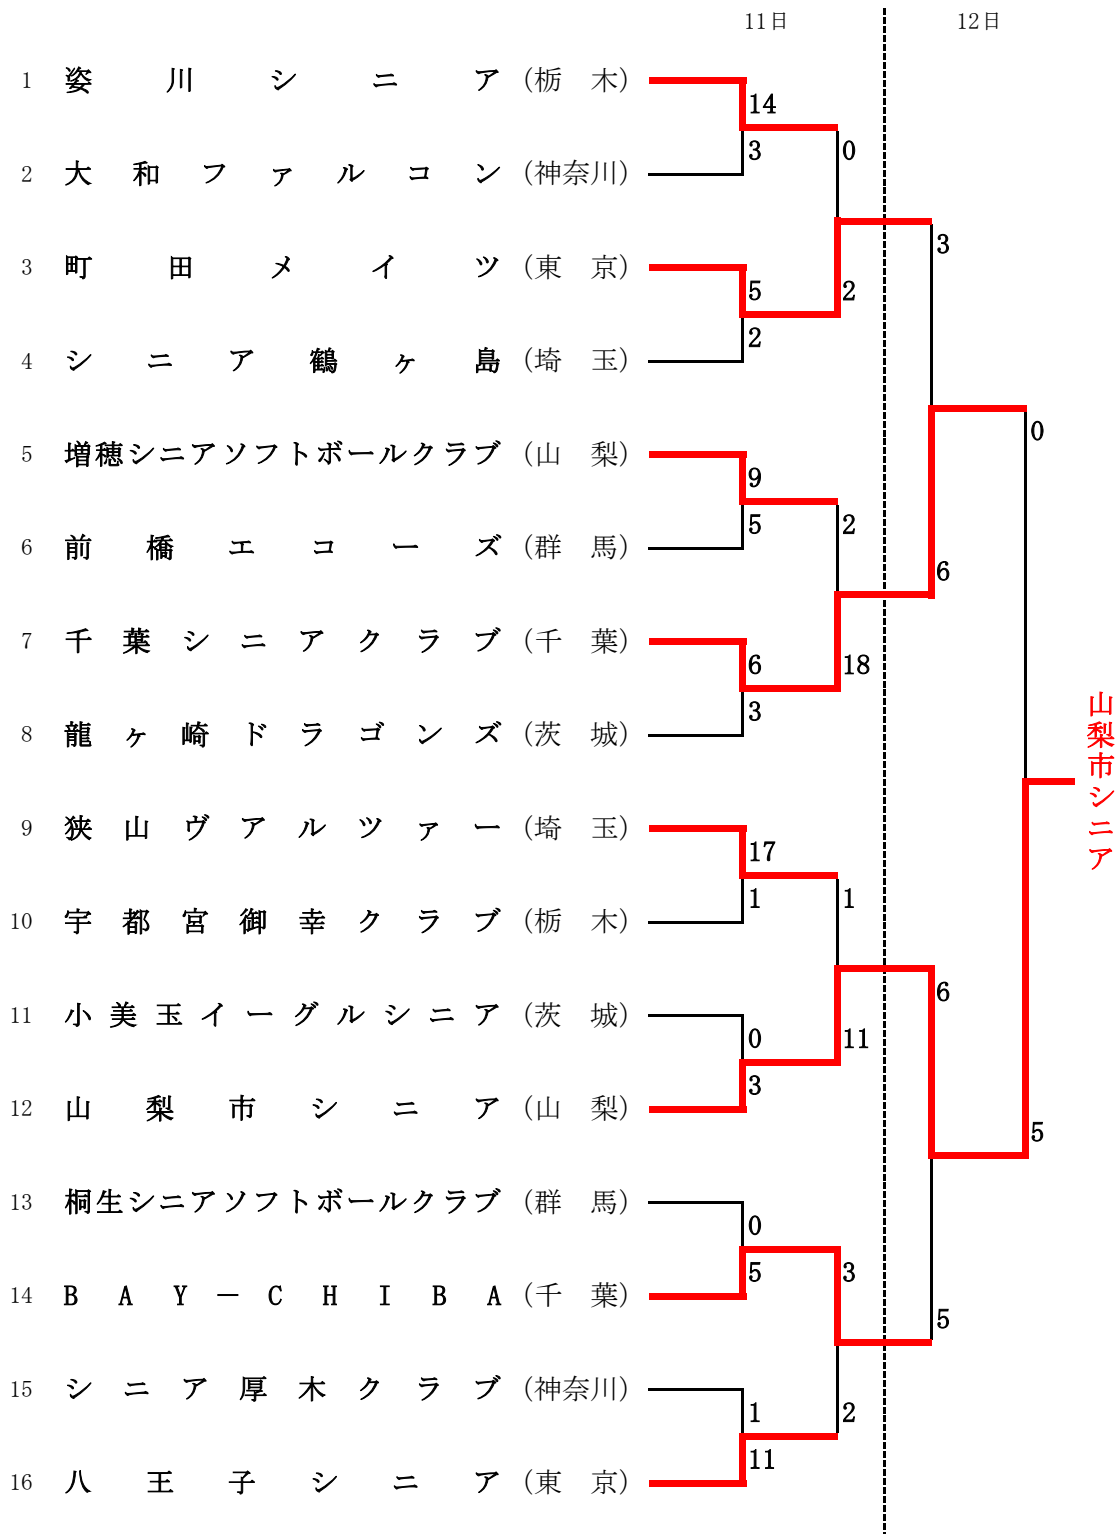 11日 12日
1 姿川シニア (栃木)
14
3 0
2 大和ファルコン (神奈川)
3
3 町田メイツ (東京)
5 2
2
4 シニア鶴ヶ島 (埼玉)
0
5 増穂シニアソフトボールクラブ (山梨)
9
5 2
6 前橋エコーズ (群馬)
6
7 千葉シニアクラブ (千葉)
6 18
3
8 龍ヶ崎ドラゴンズ (茨城)
山梨市シニア
9 狭山ヴアルツァー (埼玉)
17
1 1
10 宇都宮御幸クラブ (栃木)
6
11 小美玉イーグルシニア (茨城)
0 11
3
12 山梨市シニア (山梨)
5
13 桐生シニアソフトボールクラブ (群馬)
0
5 3
14 BAY－CHIBA (千葉)
5
15 シニア厚木クラブ (神奈川)
1 2
11
16 八王子シニア (東京)